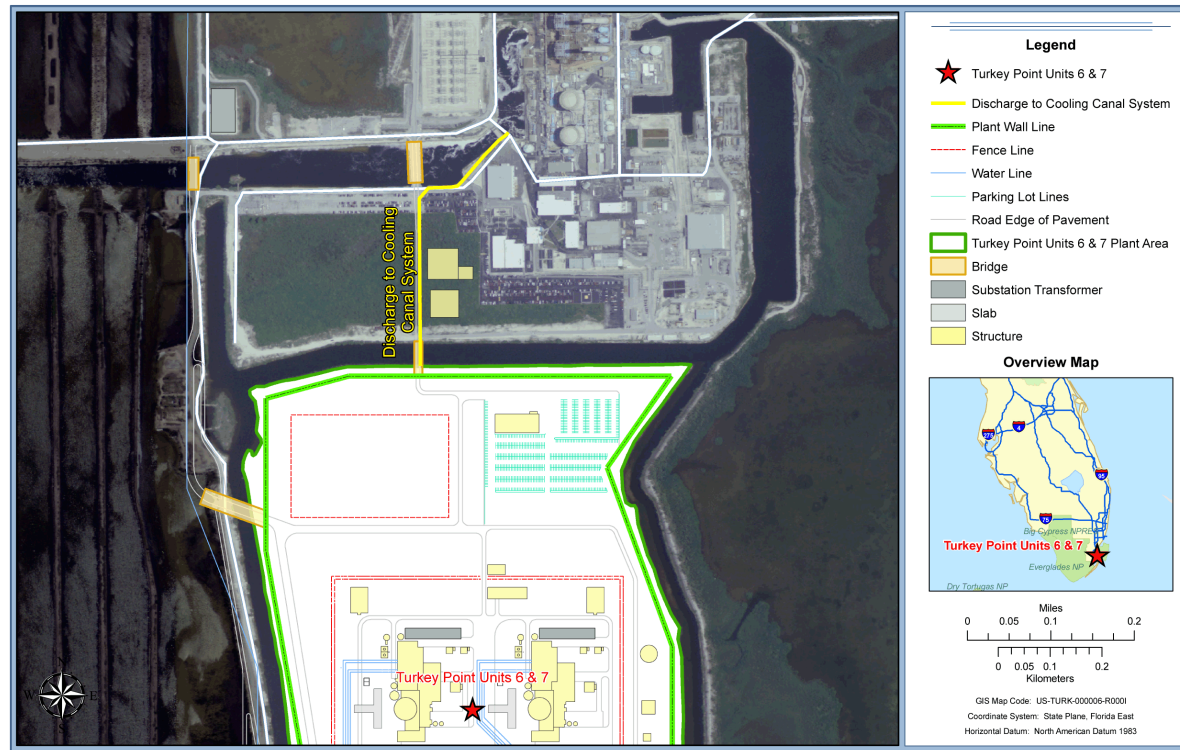 Discharge to Cooling
Canal System
Turkey Point Units 6 & 7
W
E
Legend
Turkey Point Units 6 & 7
Discharge to Cooling Canal System
Plant Wall Line
Fence Line
Water Line
Parking Lot Lines
Road Edge of Pavement
Turkey Point Units 6 & 7 Plant Area
Bridge
Substation Transformer
Slab
Structure
Overview Map
275
4
95
75
Big Cypress NPRE
Turkey Point Units 6 & 7
Everglades NP
Dry Tortugas NP
Miles
0 0.05 0.1 0.2
0 0.05 0.1 0.2
Kilometers
GIS Map Code: US-TURK-000006-R000I
Coordinate System: State Plane, Florida East
Horizontal Datum: North American Datum 1983